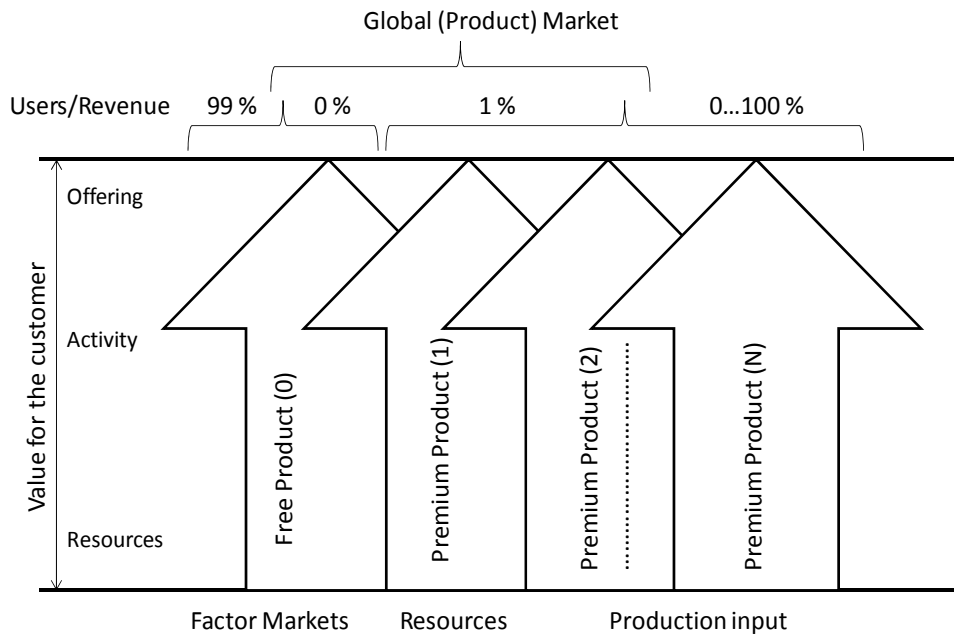 Global (Product) Market
Users/Revenue 99 % 0 % 1 % 0...100 %
Offering
Activity
Resources
Value for the customer
Free Product (0)
Premium Product (1)
Premium Product (2)
Premium Product (N)
Factor Markets Resources Production input